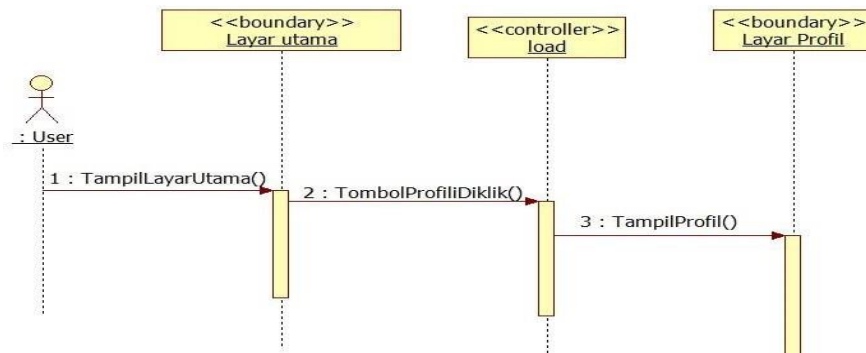 <<boundary>>
Layar utama
<<controller>>
load
<<boundary>>
Layar Profil
: User
1 : TampilLayarUtama()
2 : TombolProfiliDiklik()
3 : TampilProfil()